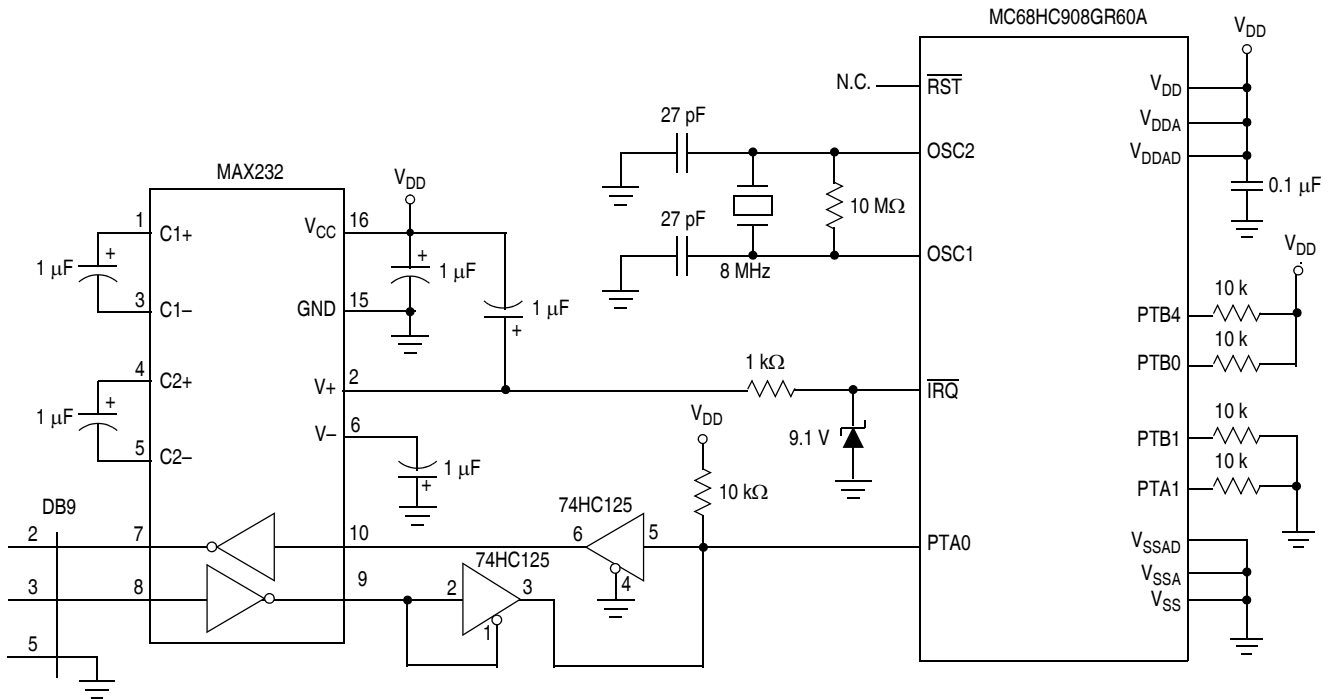 MC68HC908GR60A
VDD
N.C.
RST
VDD
27 pF
VDDA
OSC2
VDDAD
MAX232
VDD
10 MΩ
0.1 µF
1
C1+
VCC
16
27 pF
VDD
1 µF
+
+
1 µF
8 MHz
OSC1
3
C1–
GND
15
1 µF
+
10 k
PTB4
10 k
PTB0
4
C2+
V+
2
1 kΩ
IRQ
1 µF
+
VDD
9.1 V
10 k
PTB1
V–
6
5
C2–
1 µF
+
10 kΩ
10 k
PTA1
DB9
74HC125
2
7
10
6
5
4
PTA0
VSSAD
74HC125
3
8
9
2
3
1
VSSA
VSS
5